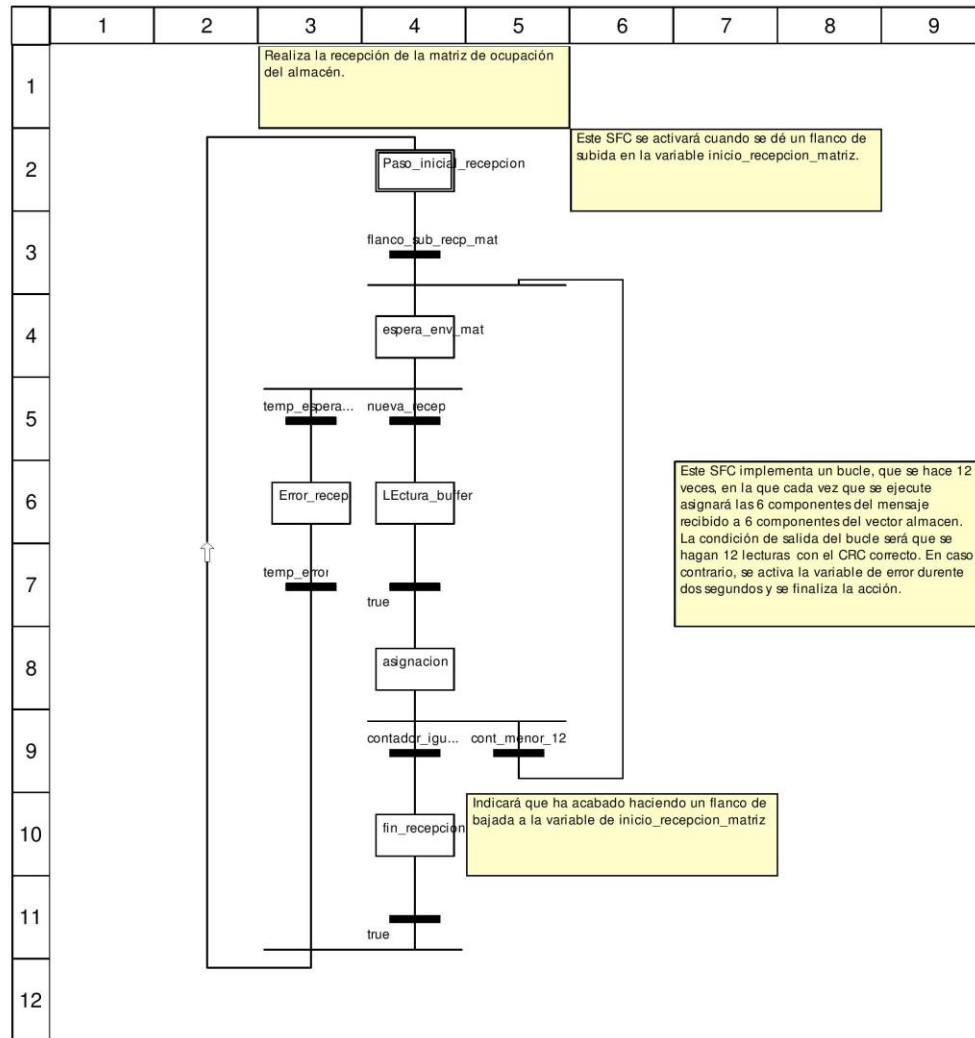 1 2 3 4 5 6 7 8 9
1
Realiza la recepción de la matriz de ocupación
del almacén.
2
Paso_inicial_recepcion
Este SFC se activará cuando se dé un flanco de
subida en la variable inicio_recepcion_matriz.
3
flanco_sub_recp_mat
4
espera_env_mat
5
temp_espera... nueva_recep
6
Error_recep LEctura_buffer
Este SFC implementa un bucle, que se hace 12
veces, en la que cada vez que se ejecute
asignará las 6 componentes del mensaje
recibido a 6 componentes del vector almacen.
La condición de salida del bucle será que se
hagan 12 lecturas con el CRC correcto. En caso
contrario, se activa la variable de error durente
dos segundos y se finaliza la acción.
7
temp_error
true
8
asignacion
9
contador_igu... cont_menor_12
10
fin_recepcion
Indicará que ha acabado haciendo un flanco de
bajada a la variable de inicio_recepcion_matriz
11
true
12